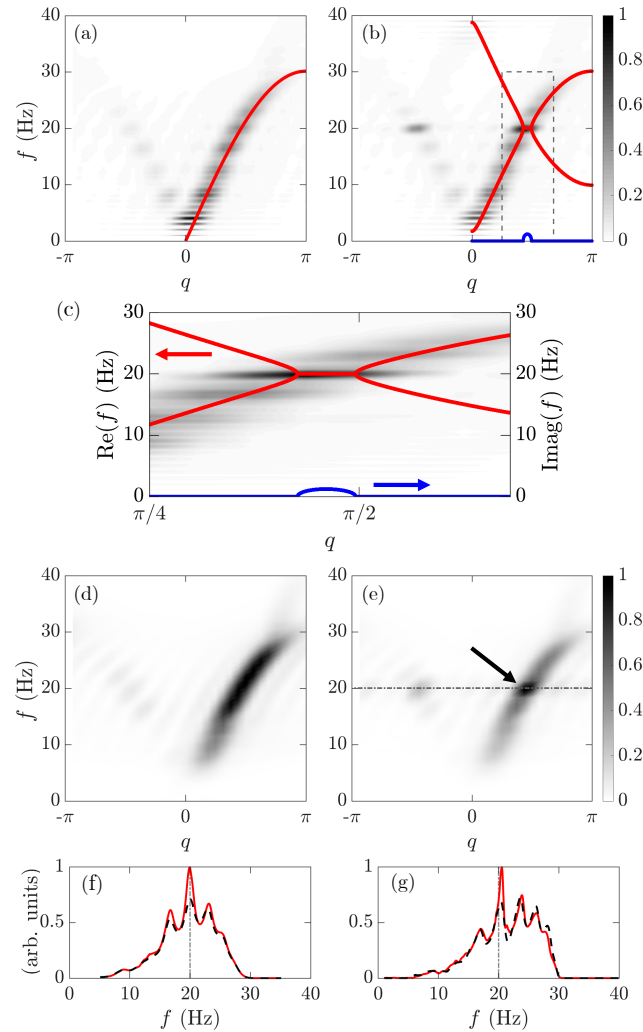 (a)
40
30
20
10
0
f (Hz)
-π
0
π
q
(b)
40
30
20
10
0
-π
0
π
q
1
0.8
0.6
0.4
0.2
0
(c)
30
20
10
0
Re(f) (Hz)
30
20
10
0
Imag(f) (Hz)
π/4
π/2
q
(d)
40
30
20
10
0
f (Hz)
-π
0
π
q
(e)
40
30
20
10
0
-π
0
π
q
1
0.8
0.6
0.4
0.2
0
(f)
1
0.5
0
(arb. units)
0 10 20 30 40
f (Hz)
(g)
1
0.5
0
0 10 20 30 40
f (Hz)